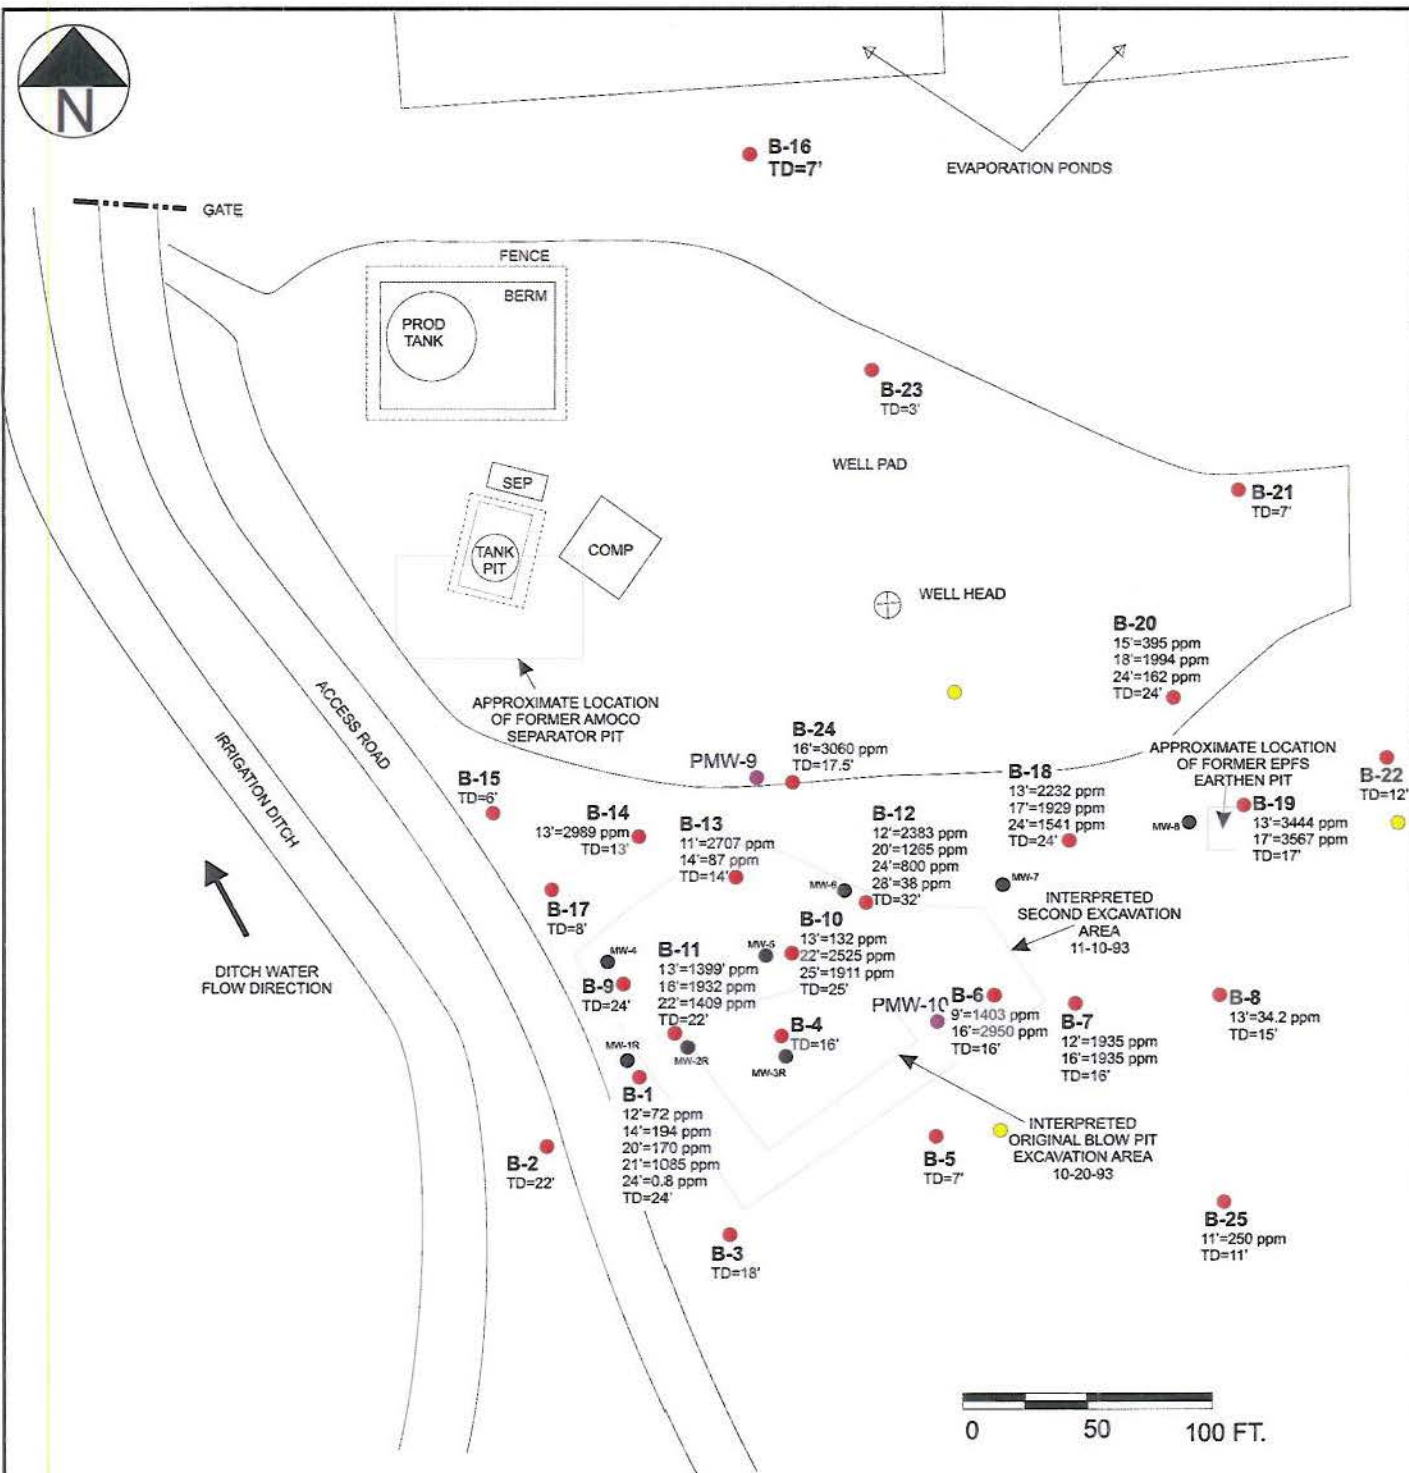 N
B-16
TD=7'
EVAPORATION PONDS
GATE
FENCE
BERM
PROD
TANK
B-23
TD=3'
WELL PAD
SEP
B-21
TD=7'
TANK
PIT
COMP
WELL HEAD
B-20
15'=395 ppm
18'=1994 ppm
24'=162 ppm
TD=24'
ACCESS ROAD
IRRIGATION DITCH
APPROXIMATE LOCATION
OF FORMER AMOCO
SEPARATOR PIT
B-24
16'=3060 ppm
TD=17.5'
PMW-9
APPROXIMATE LOCATION
OF FORMER EPFS
EARTHEN PIT
B-22
TD=12'
B-15
TD=6'
B-18
13'=2232 ppm
17'=1929 ppm
24'=1541 ppm
TD=24'
B-14
13'=2989 ppm
TD=13'
B-13
11'=2707 ppm
14'=87 ppm
TD=14'
B-12
12'=2383 ppm
20'=1265 ppm
24'=800 ppm
28'=38 ppm
TD=32'
MW-8
B-19
13'=3444 ppm
17'=3567 ppm
TD=17'
MW-6
MW-7
INTERPRETED
SECOND EXCAVATION
AREA
11-10-93
B-17
TD=8'
B-10
13'=132 ppm
22'=2525 ppm
25'=1911 ppm
TD=25'
MW-5
MW-4
B-11
13'=1399' ppm
16'=1932 ppm
22'=1409 ppm
TD=22'
DITCH WATER
FLOW DIRECTION
B-9
TD=24'
PMW-10
B-6
9'=1403 ppm
16'=2950 ppm
TD=16'
B-7
12'=1935 ppm
16'=1935 ppm
TD=16'
B-8
13'=34.2 ppm
TD=15'
B-4
TD=16'
MW-1R
MW-2R
MW-3R
B-1
12'=72 ppm
14'=194 ppm
20'=170 ppm
21'=1085 ppm
24'=0.8 ppm
TD=24'
INTERPRETED
ORIGINAL BLOW PIT
EXCAVATION AREA
10-20-93
B-2
TD=22'
B-5
TD=7'
B-25
11'=250 ppm
TD=11'
B-3
TD=18'
0 50 100 FT.